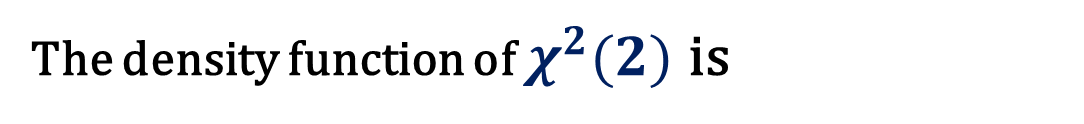 The density function of χ²(2) is